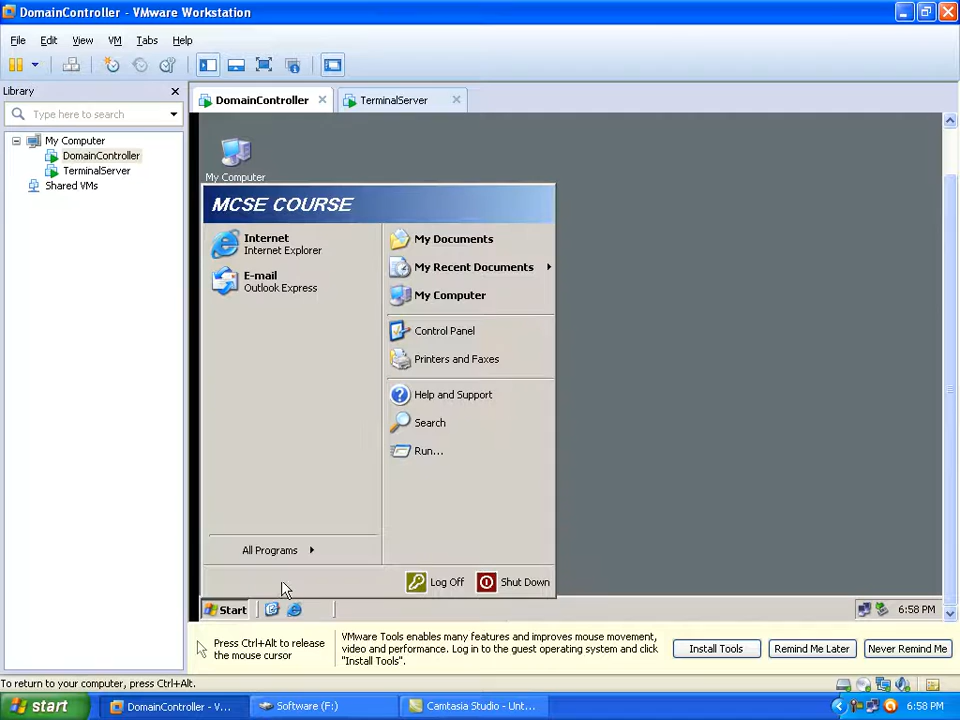 DomainController - VMware Workstation
File Edit View VM Tabs Help
Library
Type here to search
My Computer
DomainController
TerminalServer
Shared VMs
DomainController TerminalServer
My Computer
MCSE COURSE
Internet
Internet Explorer
E-mail
Outlook Express
All Programs
My Documents
My Recent Documents
My Computer
Control Panel
Printers and Faxes
Help and Support
Search
Run...
Log Off Shut Down
Start 6:58 PM
Press Ctrl+Alt to release
the mouse cursor
VMware Tools enables many features and improves mouse movement,
video and performance. Log in to the guest operating system and click
"Install Tools".
Install Tools Remind Me Later Never Remind Me
To return to your computer, press Ctrl+Alt.
start DomainController - V... Software (F:) Camtasia Studio - Unt... 6:58 PM